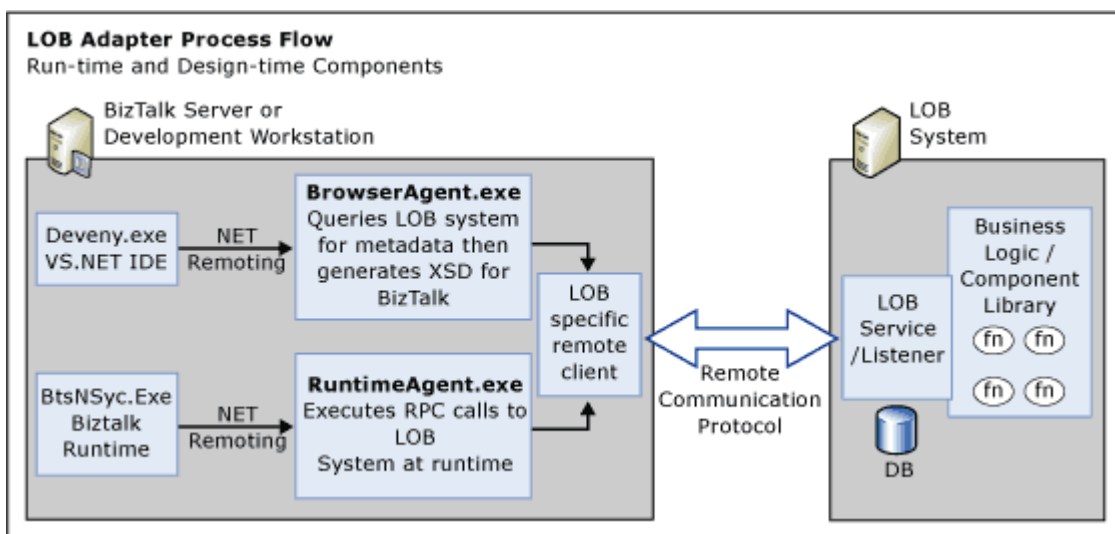 LOB Adapter Process Flow
Run-time and Design-time Components
BizTalk Server or
Development Workstation
LOB
System
Deveny.exe
VS.NET IDE
NET
Remoting
BrowserAgent.exe
Queries LOB system
for metadata then
generates XSD for
BizTalk
BtsNSyc.Exe
Biztalk
Runtime
NET
Remoting
RuntimeAgent.exe
Executes RPC calls to
LOB
System at runtime
LOB
specific
remote
client
Remote
Communication
Protocol
LOB
Service
/Listener
Business
Logic /
Component
Library
fn fn
fn fn
DB